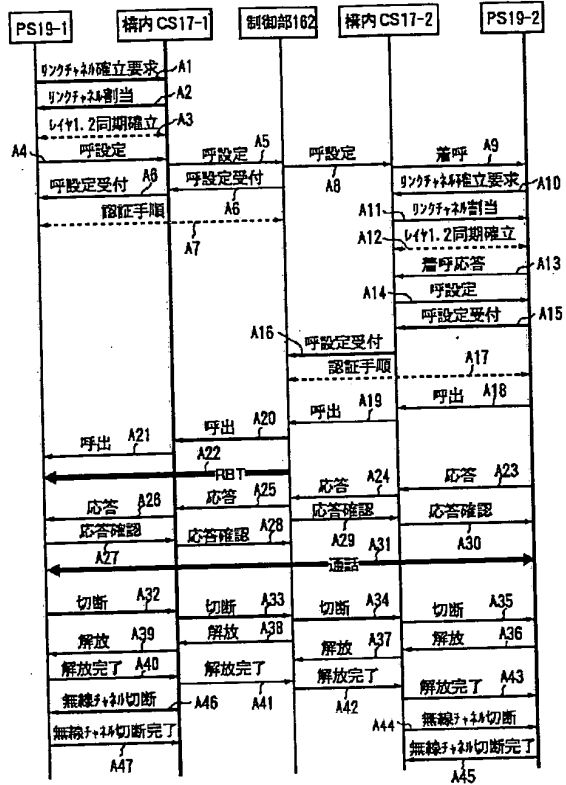 PS19-1
構内CS17-1
制御部162
構内CS17-2
PS19-2
リンクチャネル確立要求 A1
リンクチャネル割当 A2
レイヤ1.2同期確立 A3
A4 呼設定
呼設定 A5
呼設定 A8
着呼 A9
呼設定受付 A6
呼設定受付 A6
リンクチャネル確立要求 A10
認証手順 A7
A11 リンクチャネル割当
A12 レイヤ1.2同期確立
着呼応答 A13
A14 呼設定
呼設定受付 A15
A16 呼設定受付
認証手順 A17
呼出 A18
呼出 A19
呼出 A20
呼出 A21
A22
RBT
応答 A23
応答 A24
応答 A25
応答 A26
応答確認 A27
応答確認 A28
応答確認 A29
応答確認 A30
通話 A31
切断 A32
切断 A33
切断 A34
切断 A35
解放 A39
解放 A38
解放 A37
解放 A36
解放完了 A40
解放完了 A41
解放完了 A42
解放完了 A43
無線チャネル切断 A46
A44 無線チャネル切断
無線チャネル切断完了 A47
無線チャネル切断完了 A45